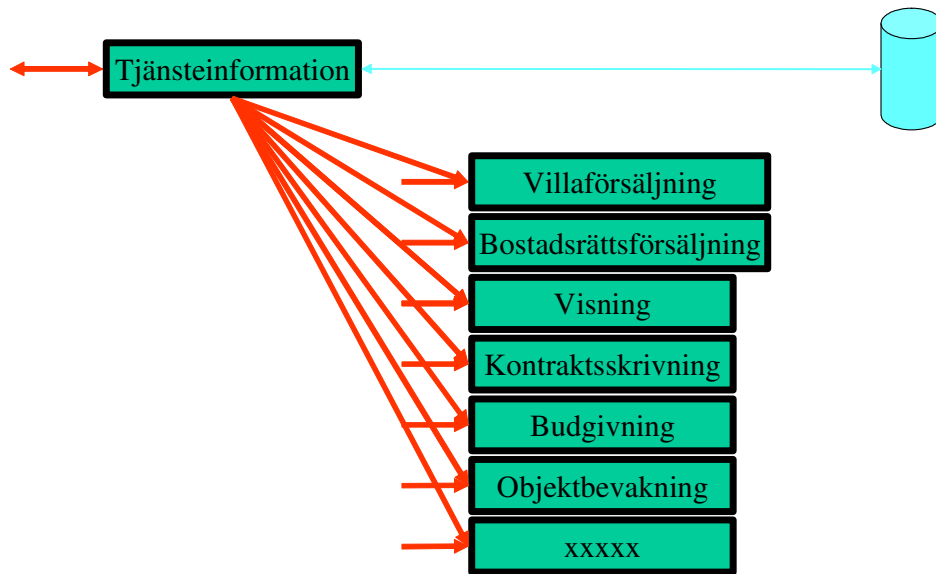 Tjänsteinformation
Villaförsäljning
Bostadsrättsförsäljning
Visning
Kontraktsskrivning
Budgivning
Objektbevakning
xxxxx